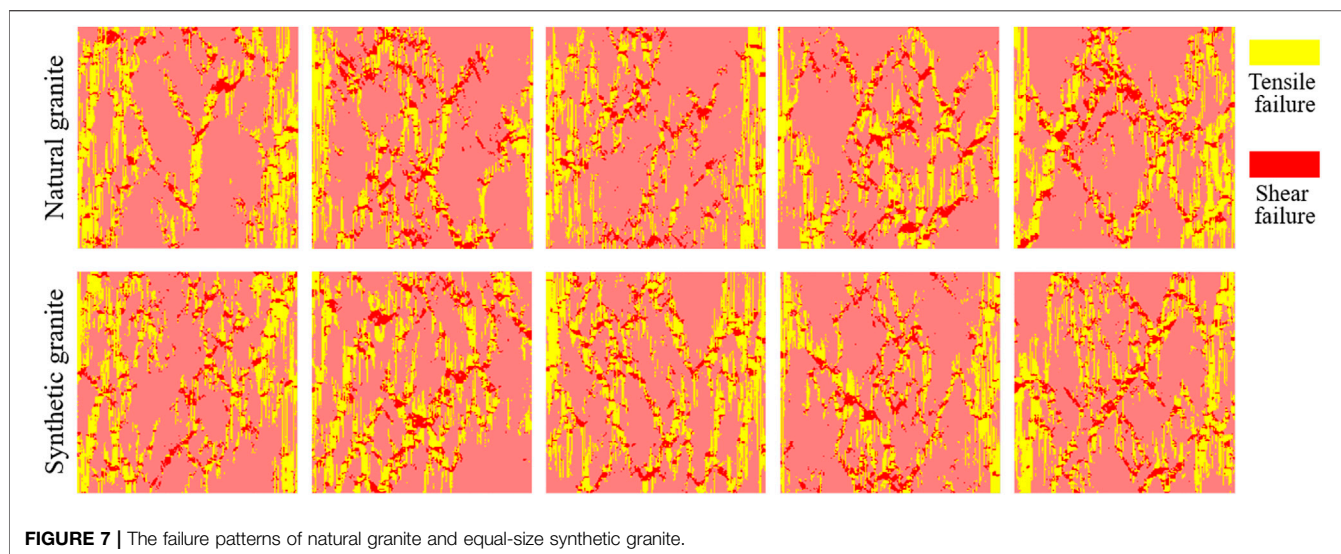 Natural granite
Tensile
failure
Shear
failure
Synthetic granite
FIGURE 7 | The failure patterns of natural granite and equal-size synthetic granite.